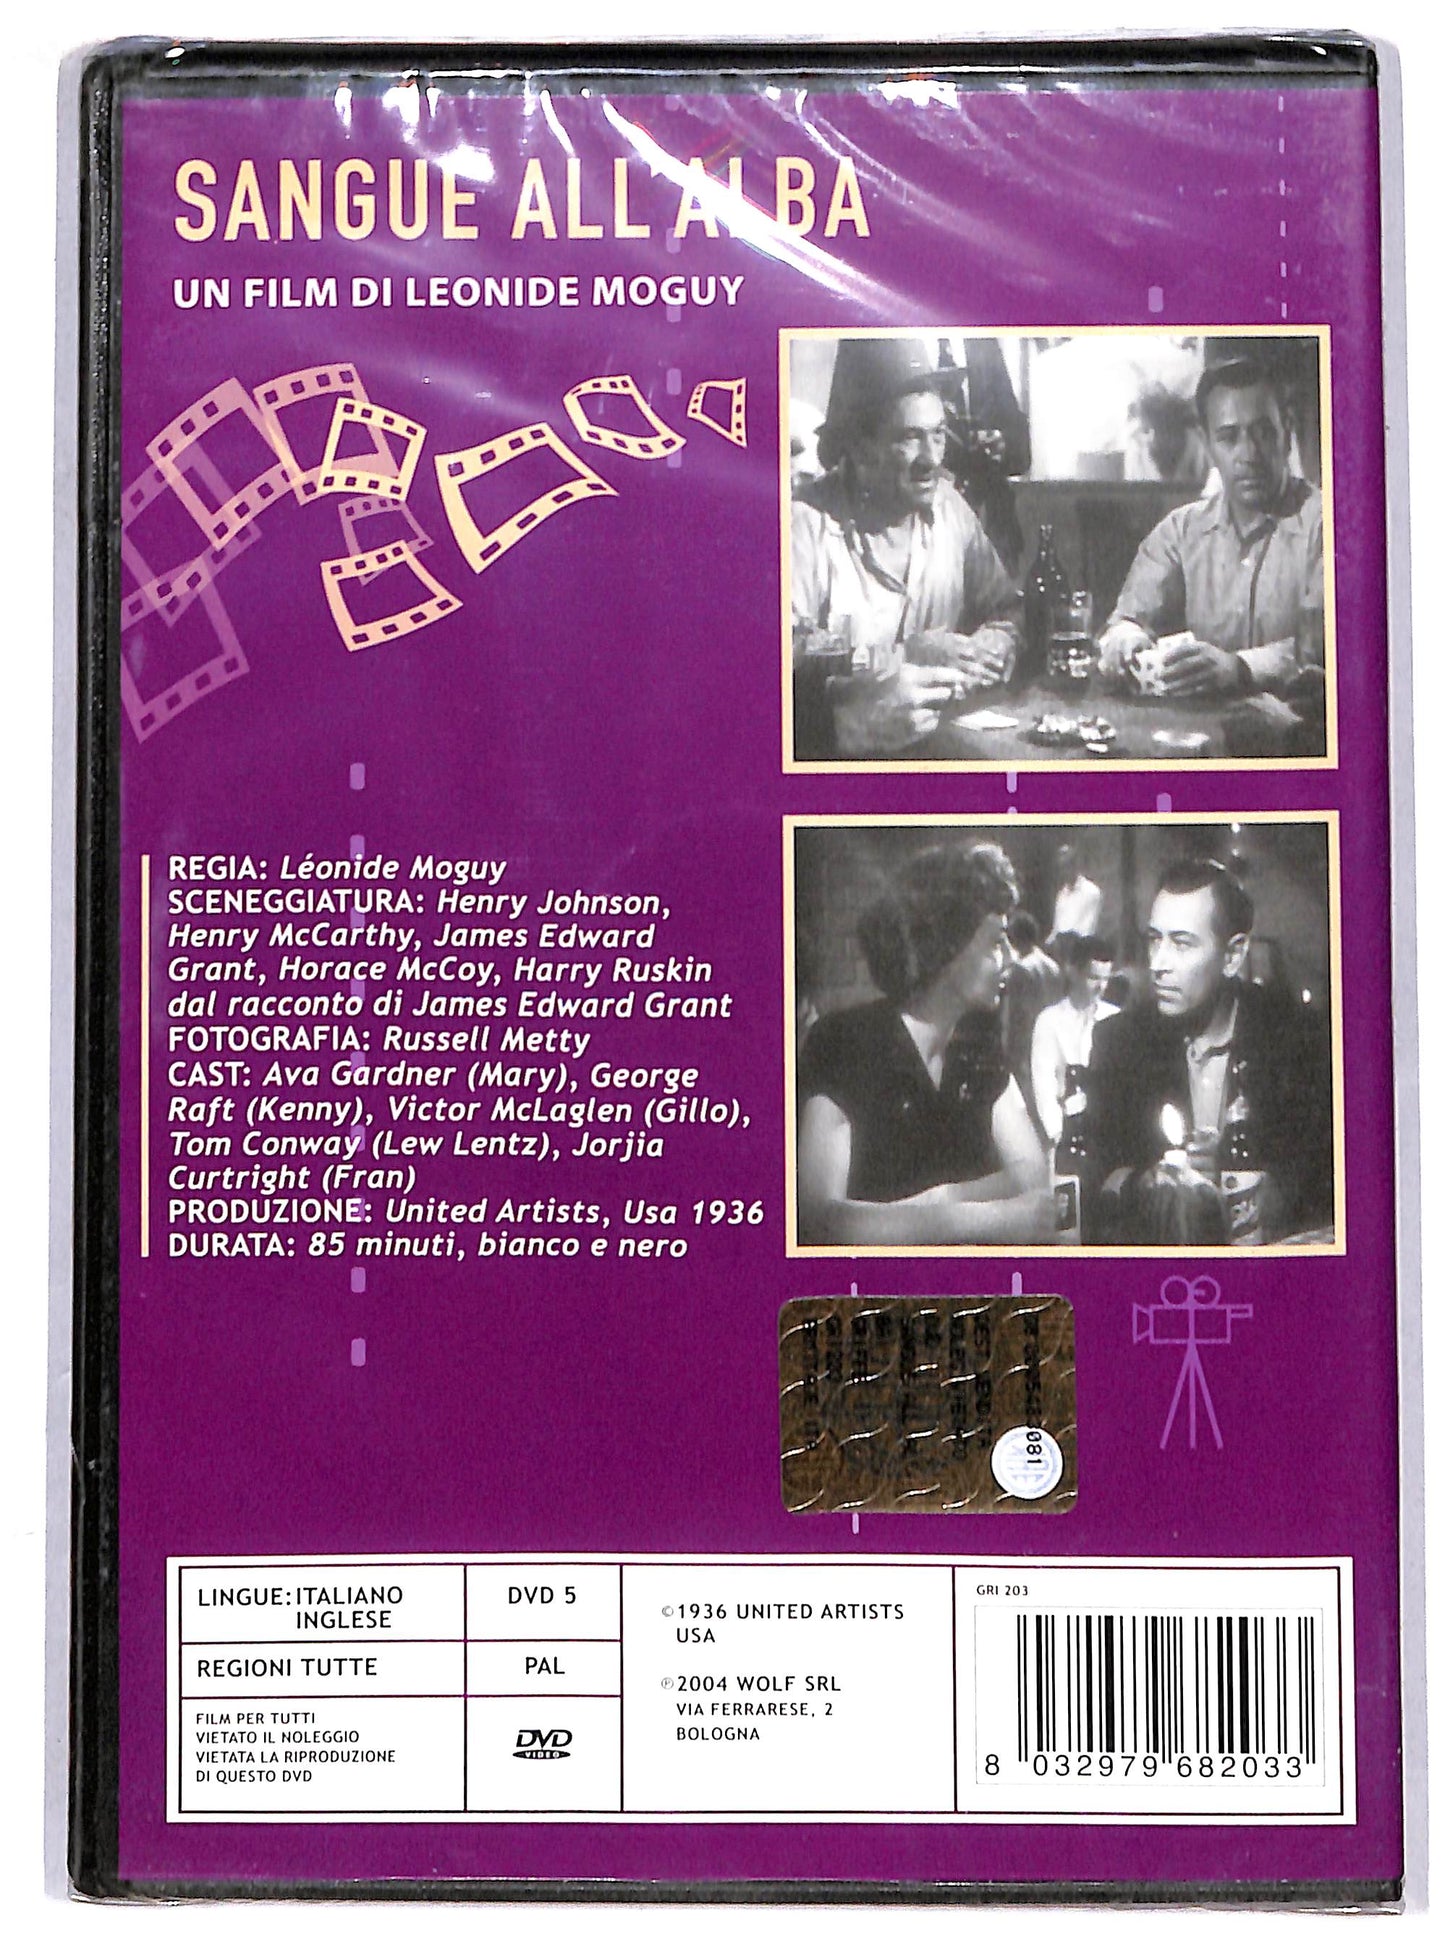 SANGUE ALL'ALBA
UN FILM DI LEONIDE MOGUY
REGIA: Léonide Moguy
SCENEGGIATURA: Henry Johnson,
Henry McCarthy, James Edward
Grant, Horace McCoy, Harry Ruskin
dal racconto di James Edward Grant
FOTOGRAFIA: Russell Metty
CAST: Ava Gardner (Mary), George
Raft (Kenny), Victor McLaglen (Gillo),
Tom Conway (Lew Lentz), Jorjia
Curtright (Fran)
PRODUZIONE: United Artists, Usa 1936
DURATA: 85 minuti, bianco e nero
081
LINGUE: ITALIANO
INGLESE
REGIONI TUTTE
FILM PER TUTTI
VIETATO IL NOLEGGIO
VIETATA LA RIPRODUZIONE
DI QUESTO DVD
DVD 5
PAL
DVD
VIDEO
©1936 UNITED ARTISTS
USA
℗2004 WOLF SRL
VIA FERRARESE, 2
BOLOGNA
GRI 203
8 032979 682033